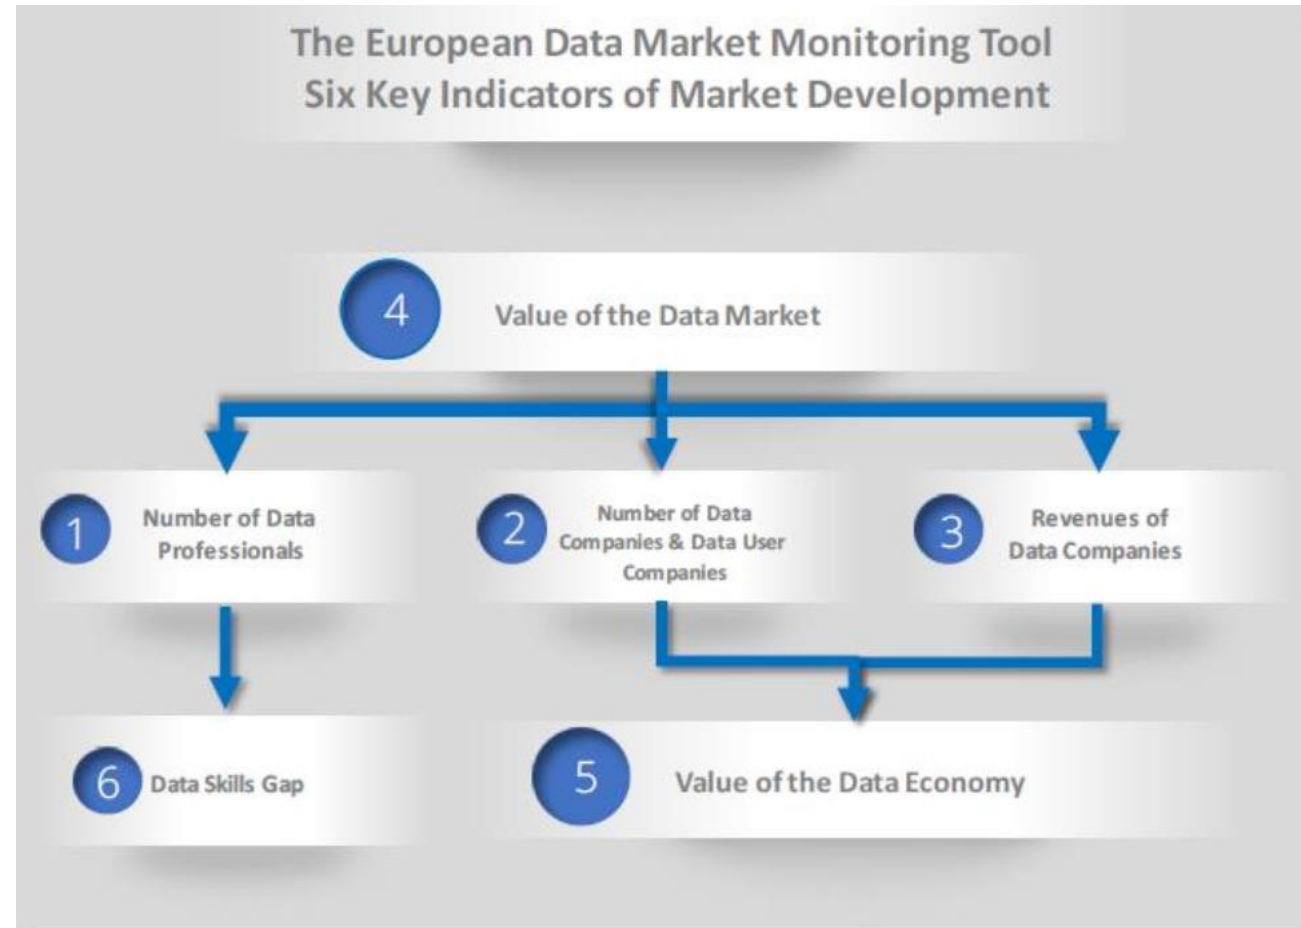 The European Data Market Monitoring Tool
Six Key Indicators of Market Development
4
Value of the Data Market
1
Number of Data
Professionals
2
Number of Data
Companies & Data User
Companies
3
Revenues of
Data Companies
6
Data Skills Gap
5
Value of the Data Economy